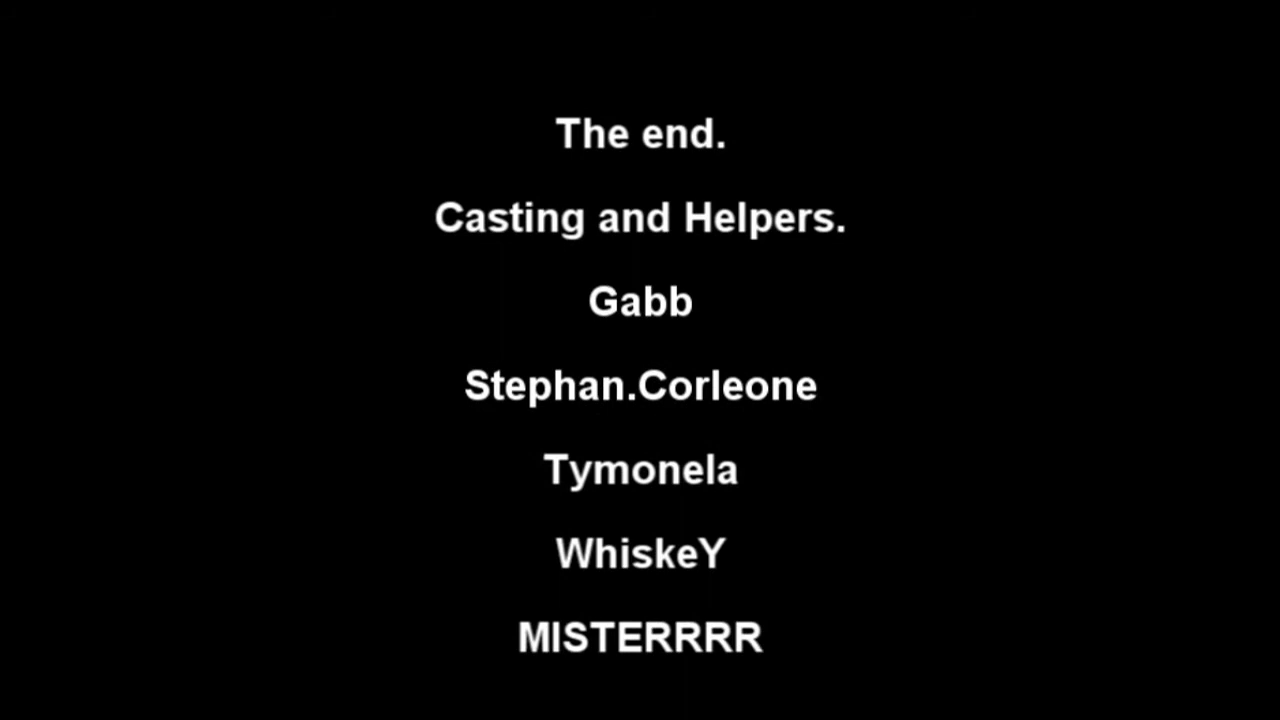 The end.
Casting and Helpers.
Gabb
Stephan.Corleone
Tymonela
WhiskeY
MISTERRRR